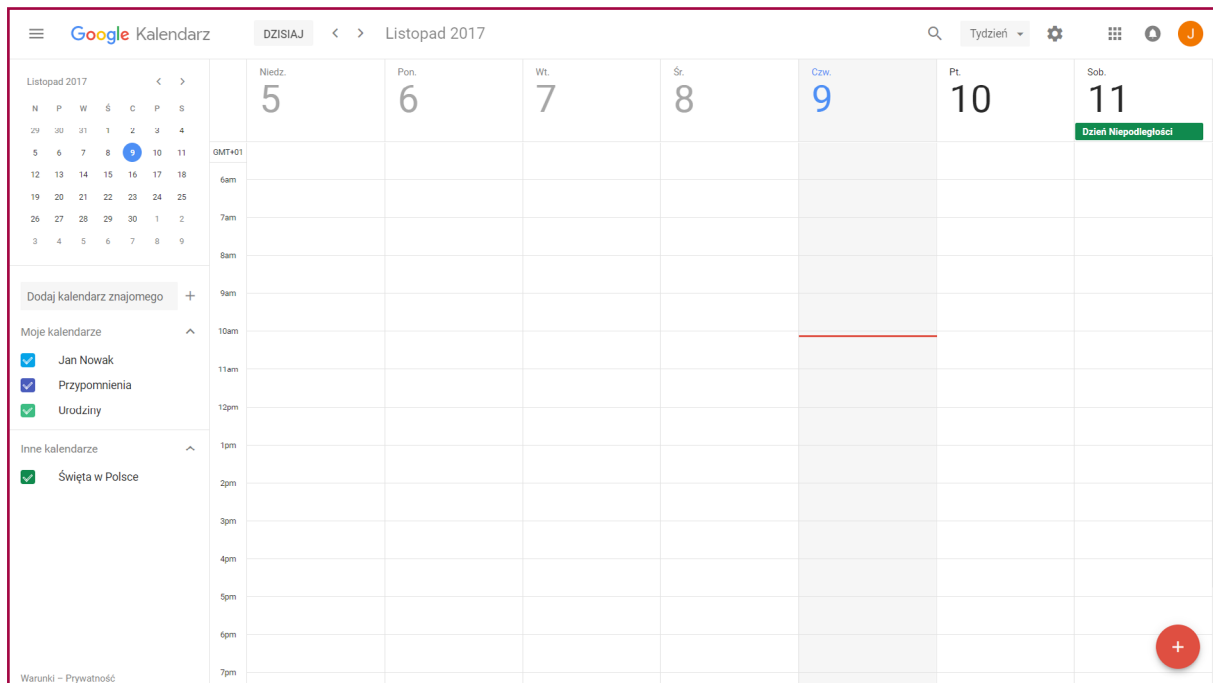 Google Kalendarz DZISIAJ Listopad 2017 Tydzień J
Listopad 2017
N P W Ś C P S
29 30 31 1 2 3 4
5 6 7 8 9 10 11
12 13 14 15 16 17 18
19 20 21 22 23 24 25
26 27 28 29 30 1 2
3 4 5 6 7 8 9
Dodaj kalendarz znajomego
Moje kalendarze
Jan Nowak
Przypomnienia
Urodziny
Inne kalendarze
Święta w Polsce
Warunki – Prywatność
Niedz. Pon. Wt. Śr. Czw. Pt. Sob.
5 6 7 8 9 10 11
Dzień Niepodległości
GMT+01
6am
7am
8am
9am
10am
11am
12pm
1pm
2pm
3pm
4pm
5pm
6pm
7pm